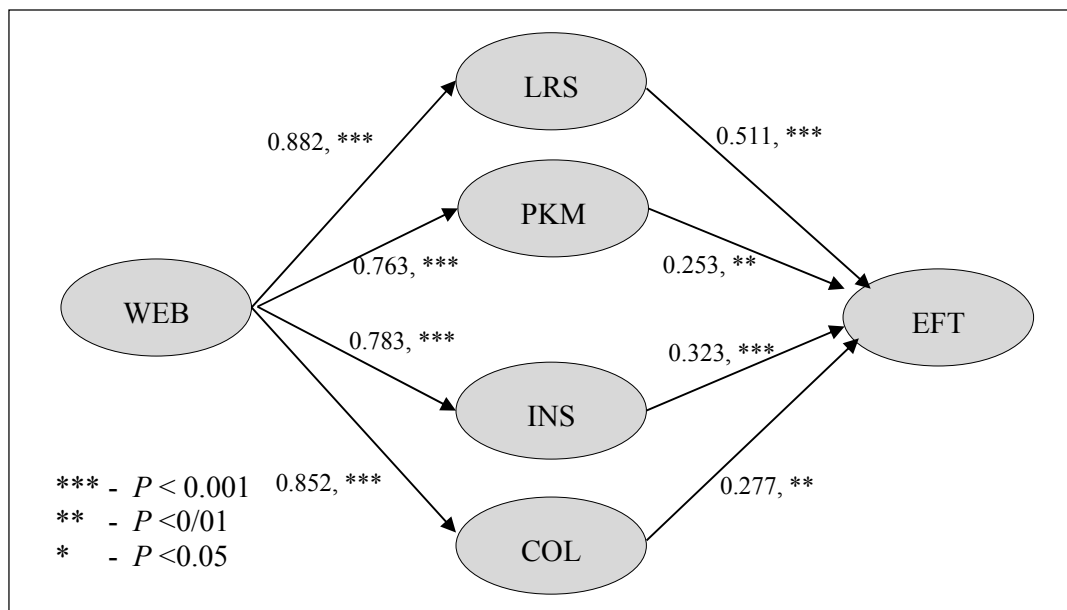 LRS
0.882, ***
0.511, ***
PKM
0.763, ***
0.253, **
WEB
EFT
0.783, ***
0.323, ***
INS
0.852, ***
0.277, **
COL
*** - P < 0.001
** - P <0/01
* - P <0.05